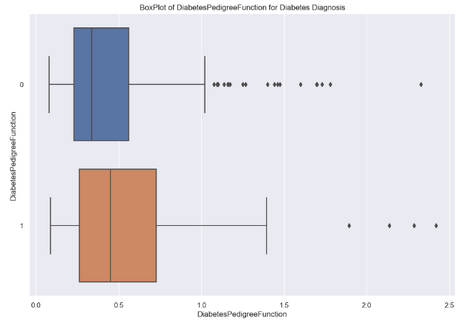 BoxPlot of DiabetesPedigreeFunction for Diabetes Diagnosis
DiabetesPedigreeFunction
0
1
0.0 0.5 1.0 1.5 2.0 2.5
DiabetesPedigreeFunction